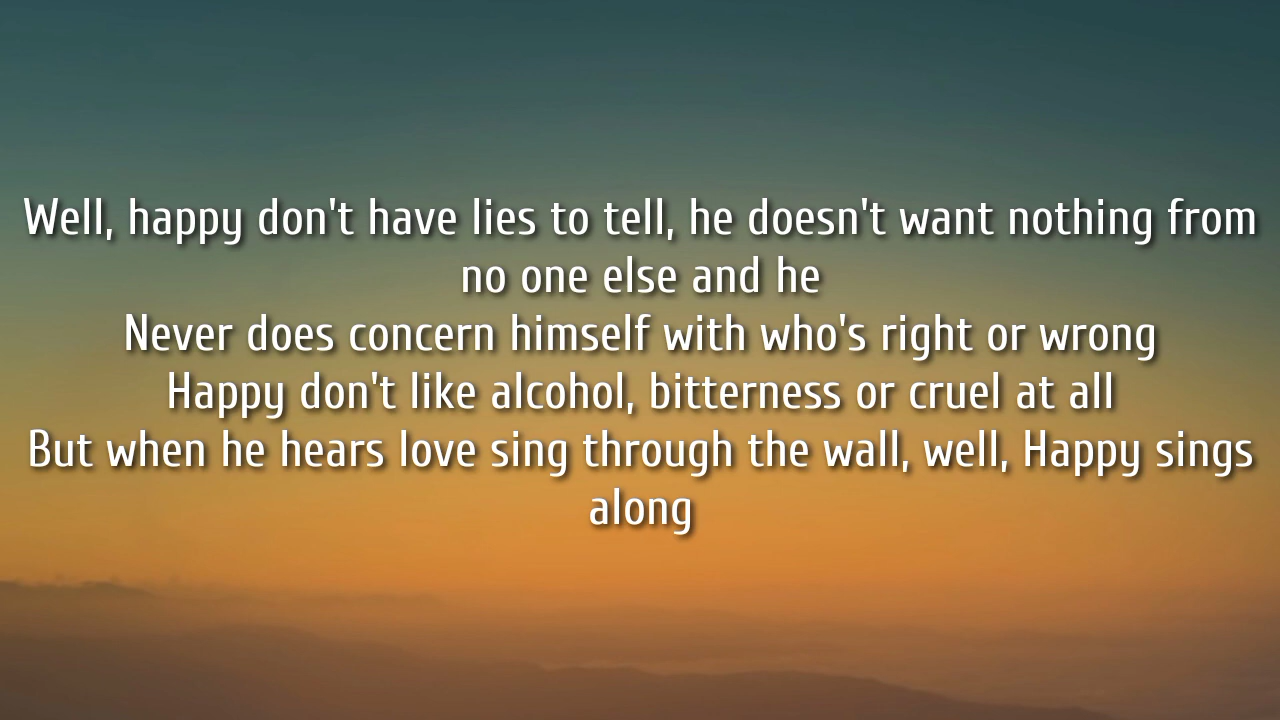 Well, happy don't have lies to tell, he doesn't want nothing from
no one else and he
Never does concern himself with who's right or wrong
Happy don't like alcohol, bitterness or cruel at all
But when he hears love sing through the wall, well, Happy sings
along